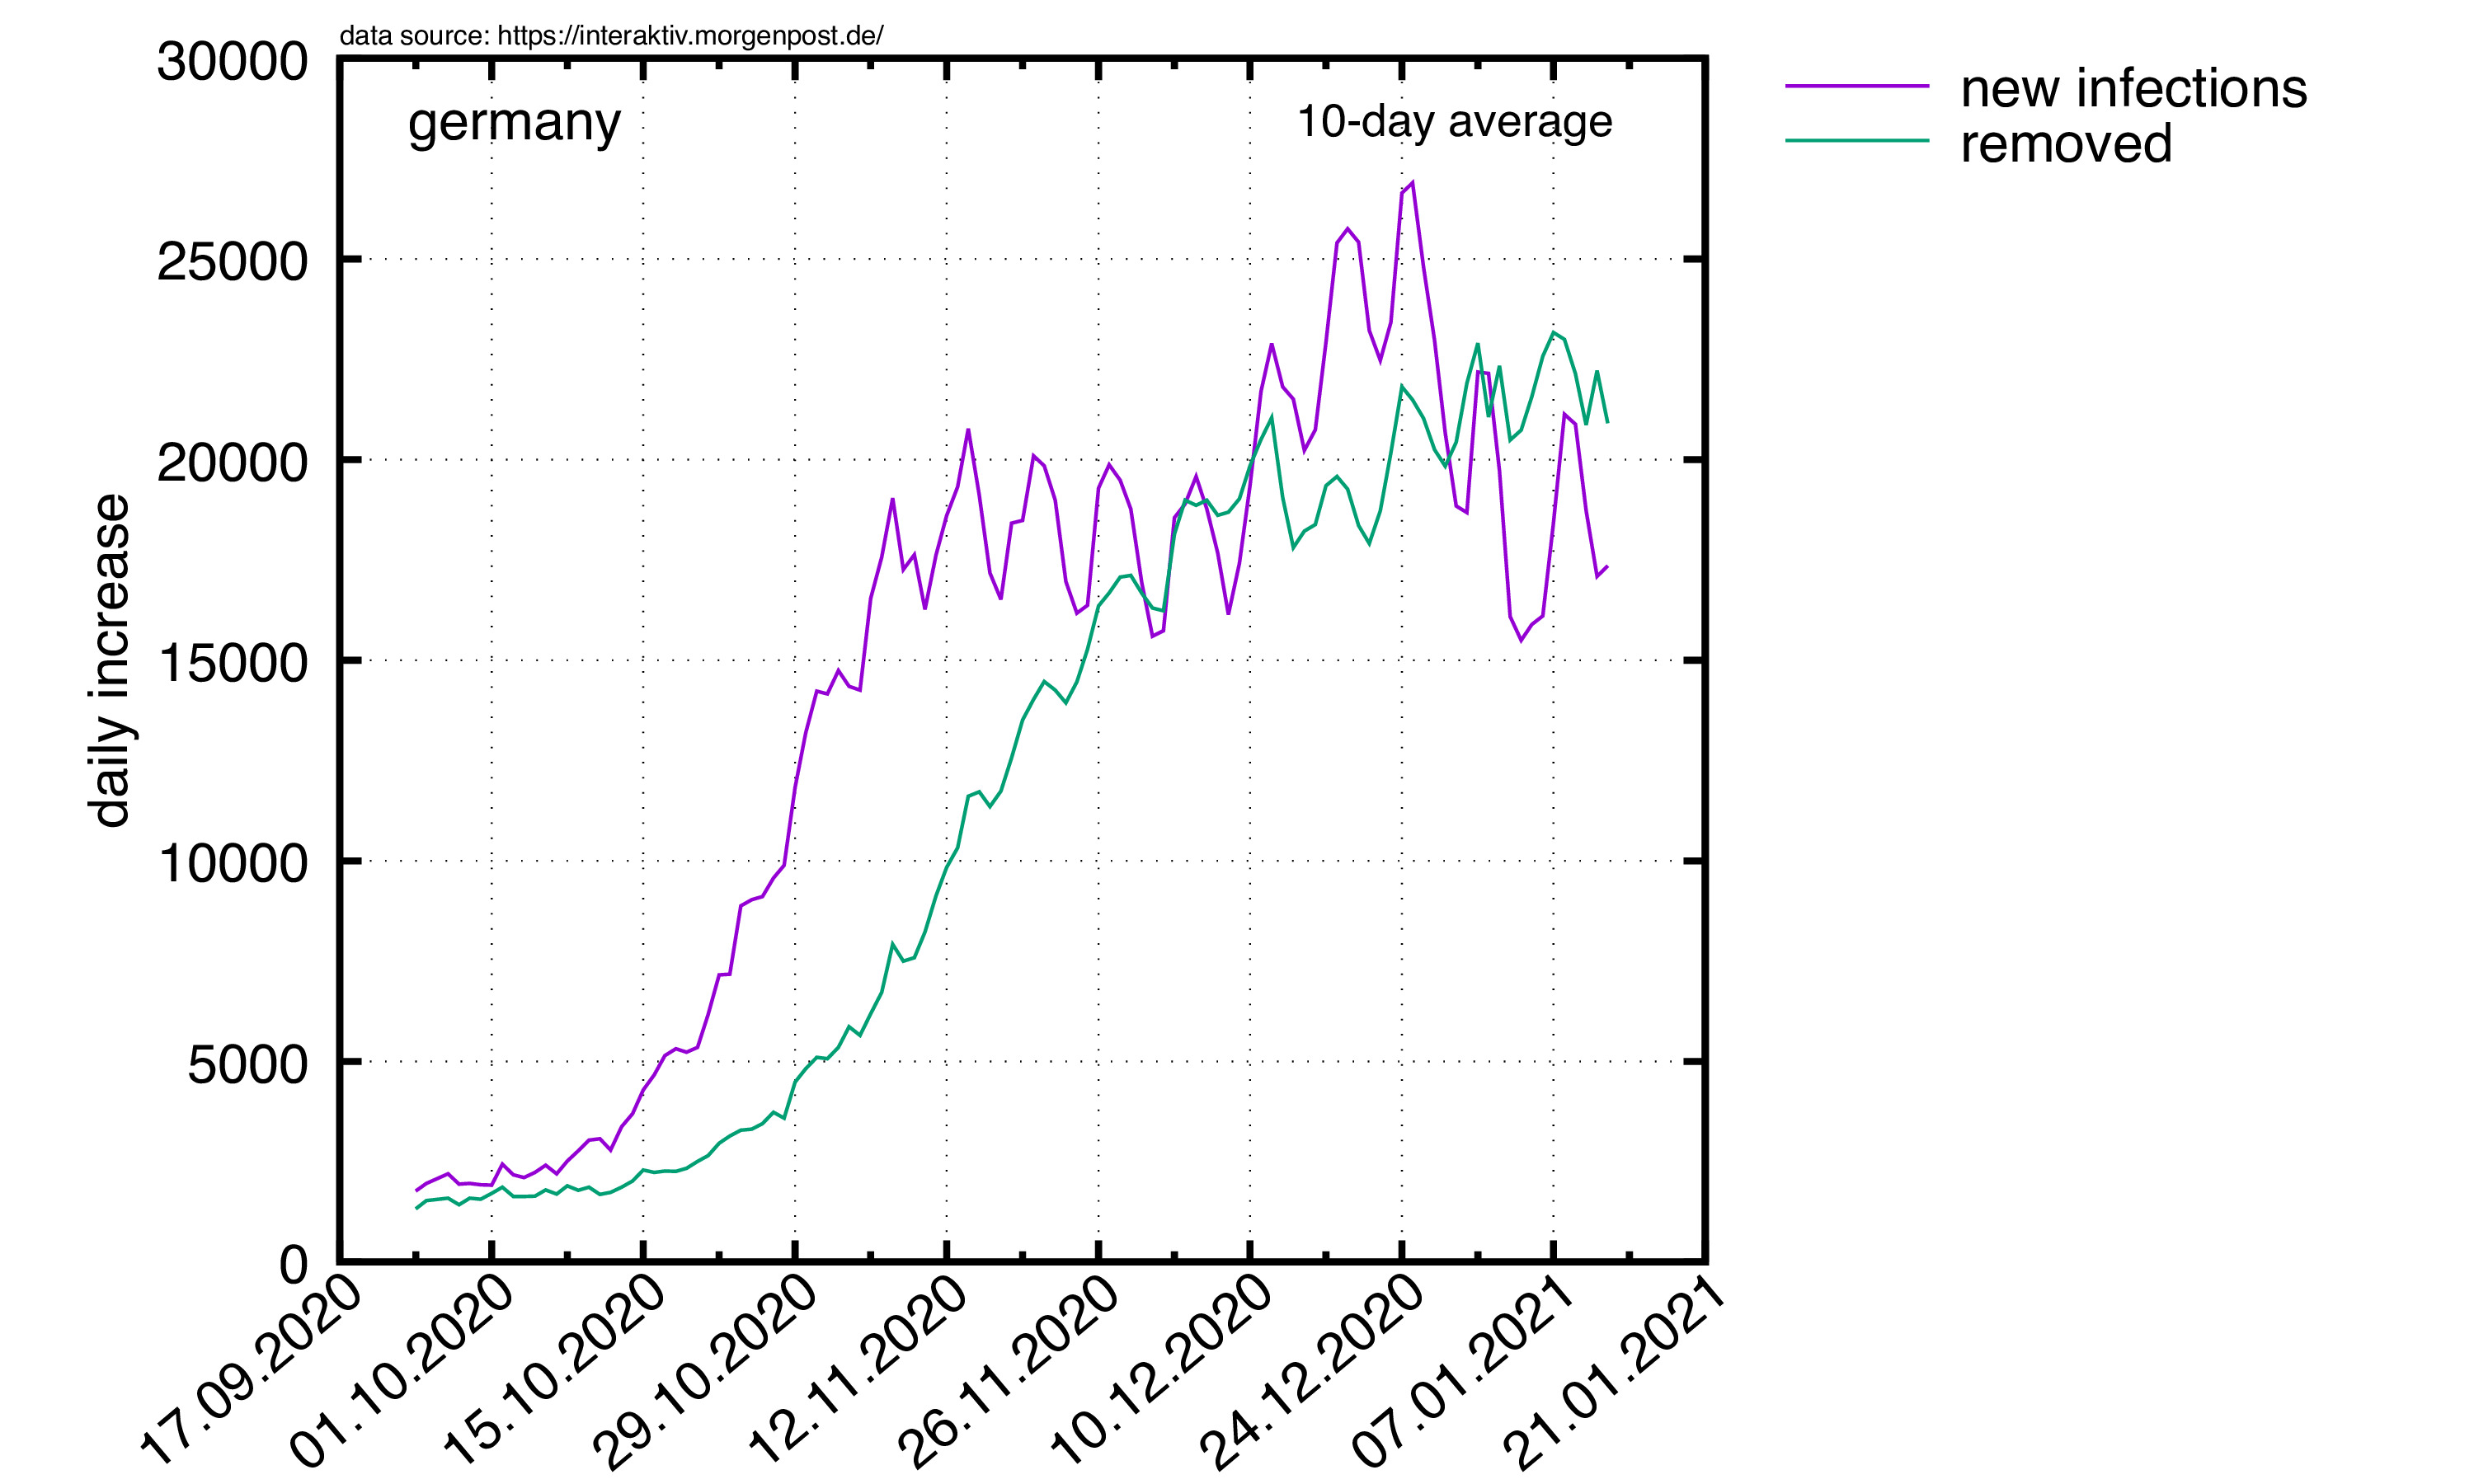 data source: https://interaktiv.morgenpost.de/
30000
germany
10-day average
new infections
removed
25000
20000
15000
10000
5000
0
daily increase
17.09.2020
01.10.2020
15.10.2020
29.10.2020
12.11.2020
26.11.2020
10.12.2020
24.12.2020
07.01.2021
21.01.2021